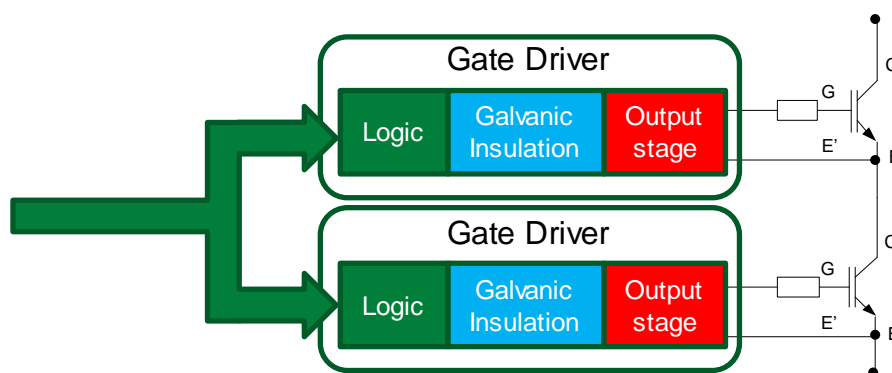 Gate Driver
Logic
Galvanic
Insulation
Output
stage
G
C
E'
E
Gate Driver
Logic
Galvanic
Insulation
Output
stage
G
C
E'
E